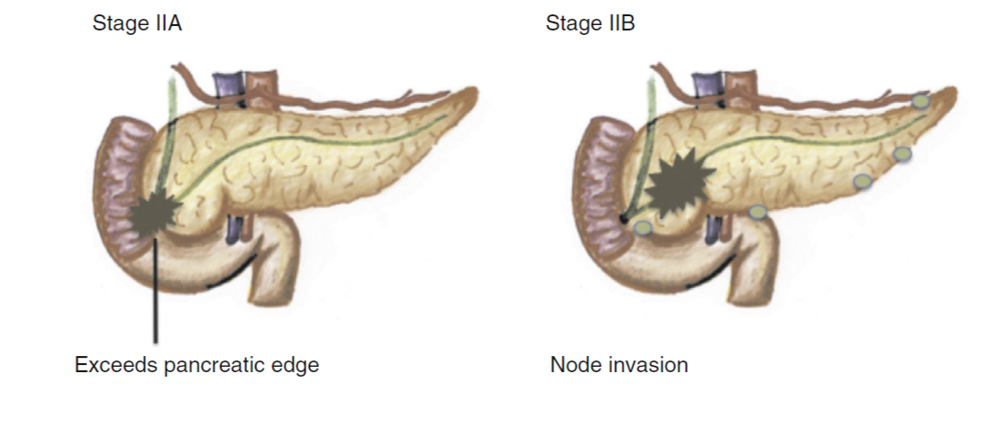 Stage IIA
Stage IIB
Exceeds pancreatic edge
Node invasion